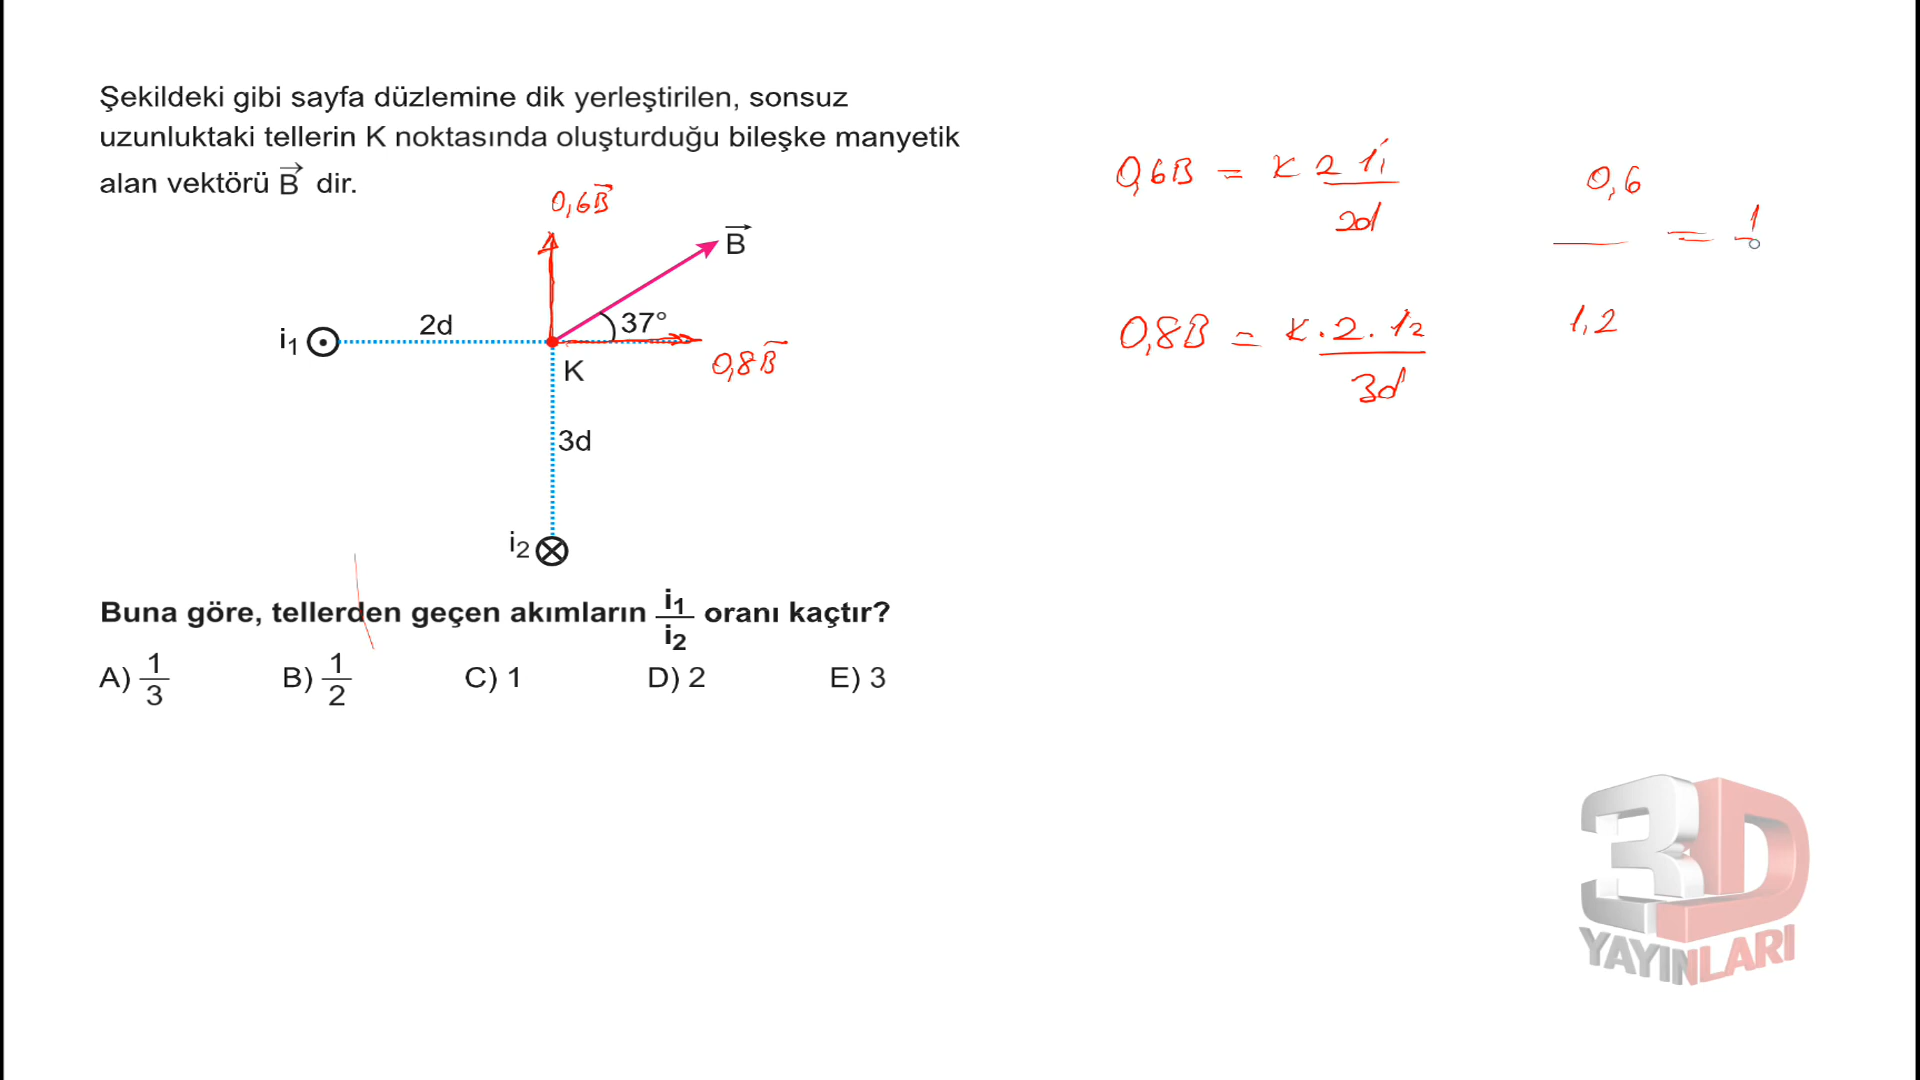 Şekildeki gibi sayfa düzlemine dik yerleştirilen, sonsuz
uzunluktaki tellerin K noktasında oluşturduğu bileşke manyetik
alan vektörü B⃗ dir.
0,6B⃗
B⃗
37°
0,8B⃗
i₁
2d
K
3d
i₂
Buna göre, tellerden geçen akımların i₁/i₂ oranı kaçtır?
A) 1/3 B) 1/2 C) 1 D) 2 E) 3
0,6B = K 2 i₁ / 2d
0,8B = K.2.i₂ / 3d
0,6 / 1,2 = 1
3D
YAYINLARI